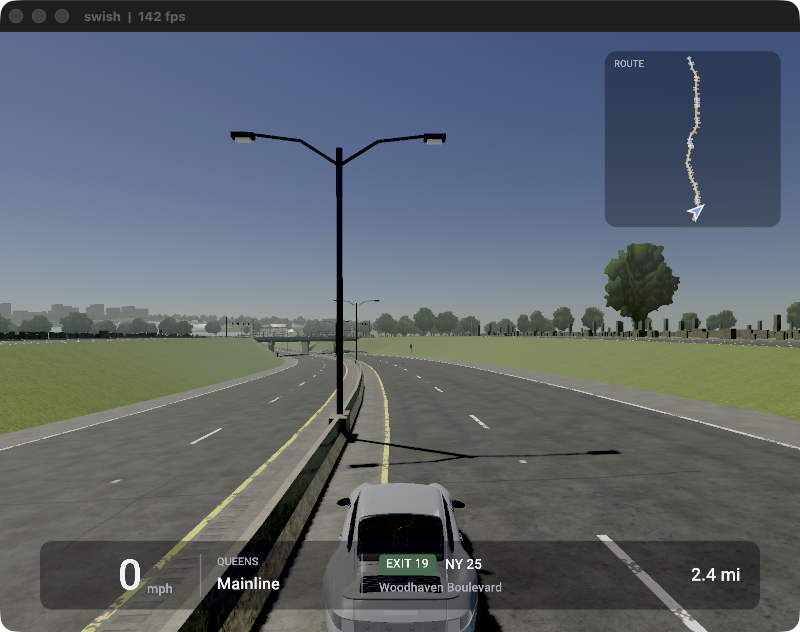 swish | 142 fps
ROUTE
0 mph
QUEENS
Mainline
EXIT 19 NY 25
Woodhaven Boulevard
2.4 mi